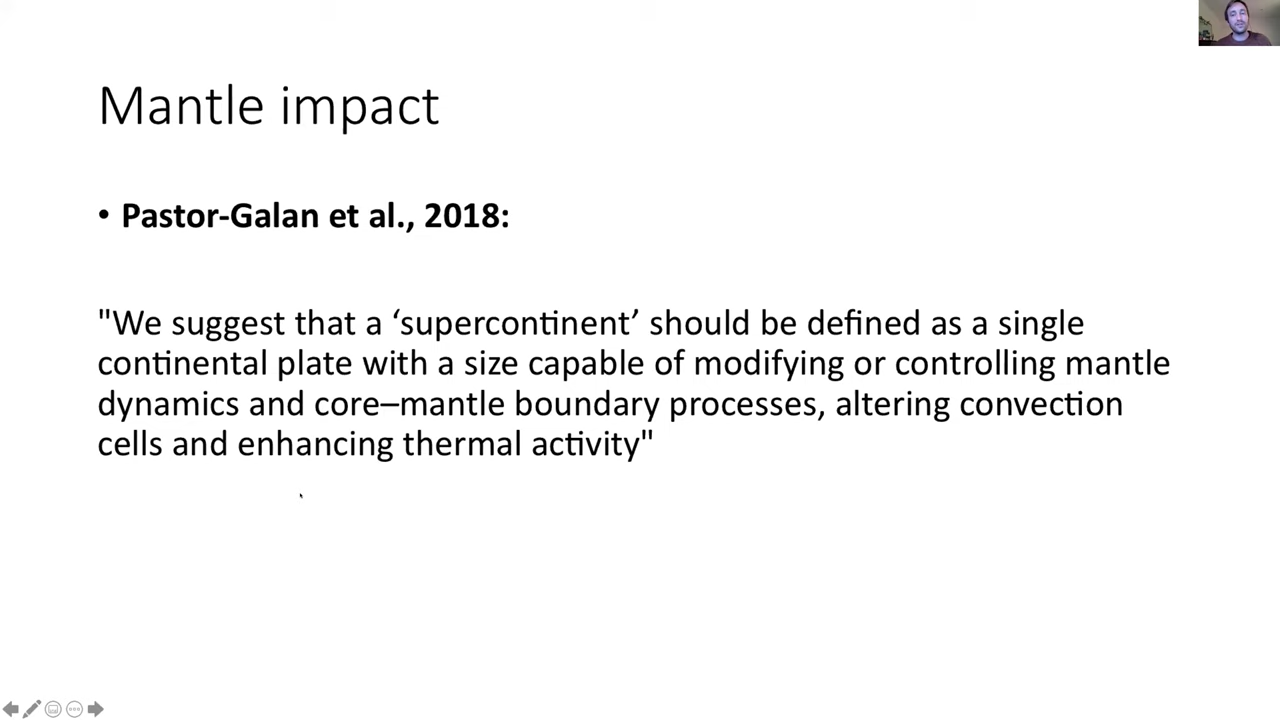 Mantle impact
• Pastor-Galan et al., 2018:
"We suggest that a ‘supercontinent’ should be defined as a single
continental plate with a size capable of modifying or controlling mantle
dynamics and core–mantle boundary processes, altering convection
cells and enhancing thermal activity"